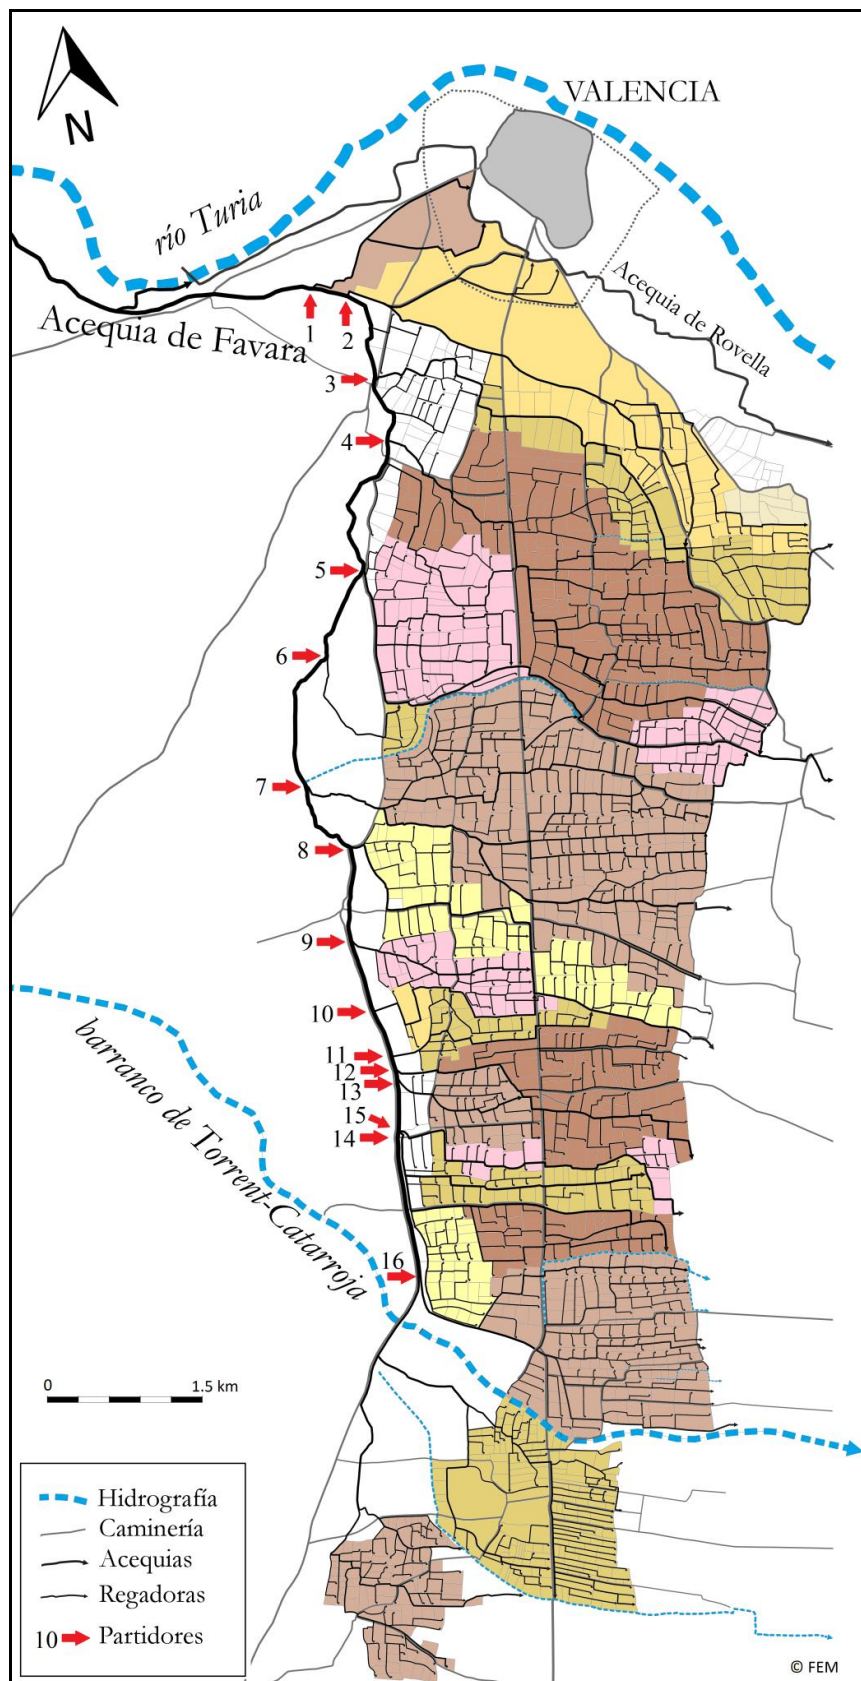 VALENCIA
N
río Turia
Acequia de Rovella
Acequia de Favara
1
2
3
4
5
6
7
8
9
10
11
12
13
15
14
barranco de Torrent-Catarroja
16
0 1.5 km
Hidrografía
Caminería
Acequias
Regadoras
10 Partidores
© FEM